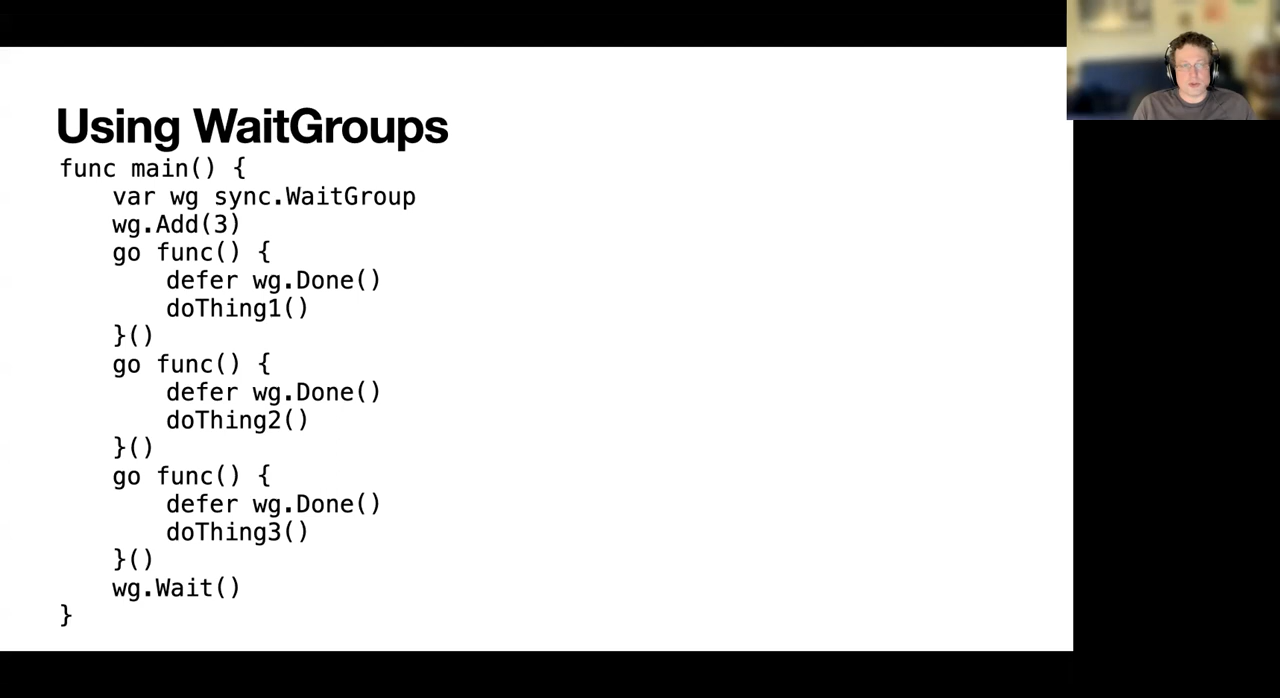 Using WaitGroups
func main() {
    var wg sync.WaitGroup
    wg.Add(3)
    go func() {
        defer wg.Done()
        doThing1()
    }()
    go func() {
        defer wg.Done()
        doThing2()
    }()
    go func() {
        defer wg.Done()
        doThing3()
    }()
    wg.Wait()
}